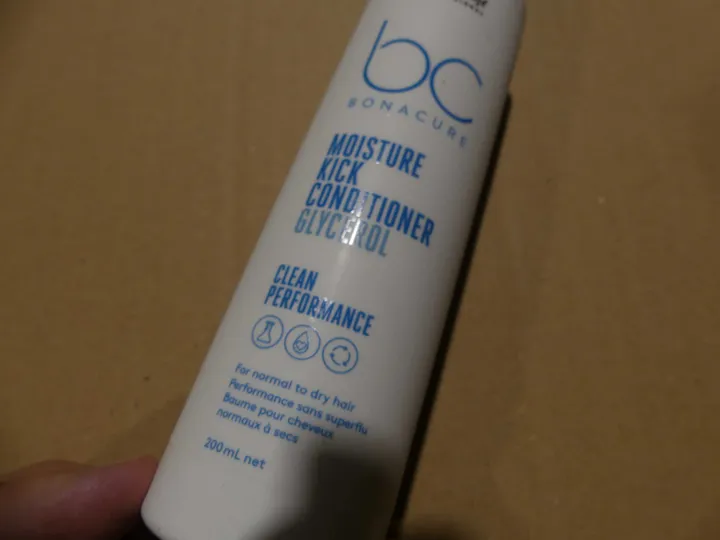 bc
BONACURE
MOISTURE
KICK
CONDITIONER
GLYCEROL
CLEAN
PERFORMANCE
For normal to dry hair
Performance sans superflu
Baume pour cheveux
normaux à secs
200mL net